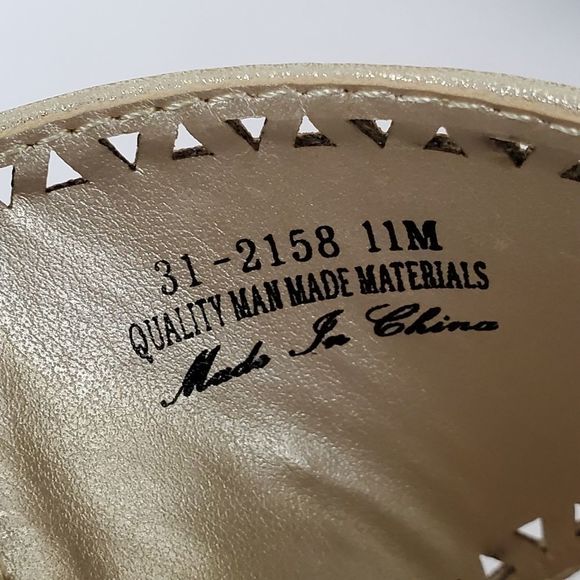 31-2158 11M
QUALITY MAN MADE MATERIALS
Made In China